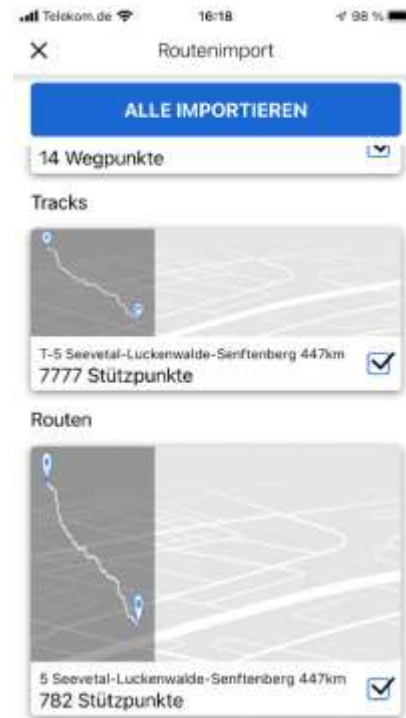 Telekom.de
16:18
98 %
Routenimport
ALLE IMPORTIEREN
14 Wegpunkte
Tracks
T-5 Seevetal-Luckenwalde-Senftenberg 447km
7777 Stützpunkte
Routen
5 Seevetal-Luckenwalde-Senftenberg 447km
782 Stützpunkte